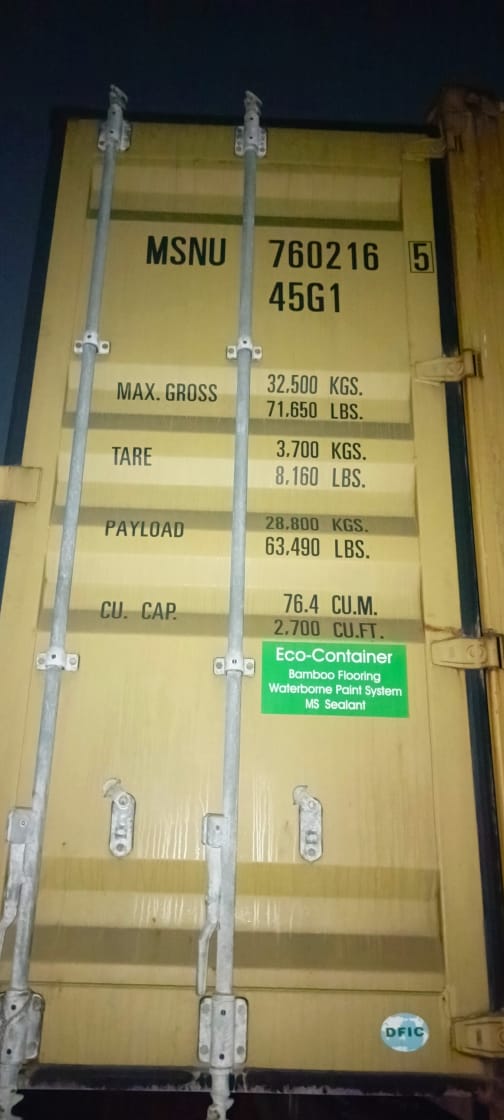 MSNU 760216 5
45G1
MAX. GROSS 32,500 KGS.
71,650 LBS.
TARE 3,700 KGS.
8,160 LBS.
PAYLOAD 28,800 KGS.
63,490 LBS.
CU. CAP. 76.4 CU.M.
2,700 CU.FT.
Eco-Container
Bamboo Flooring
Waterborne Paint System
MS Sealant
DFIC